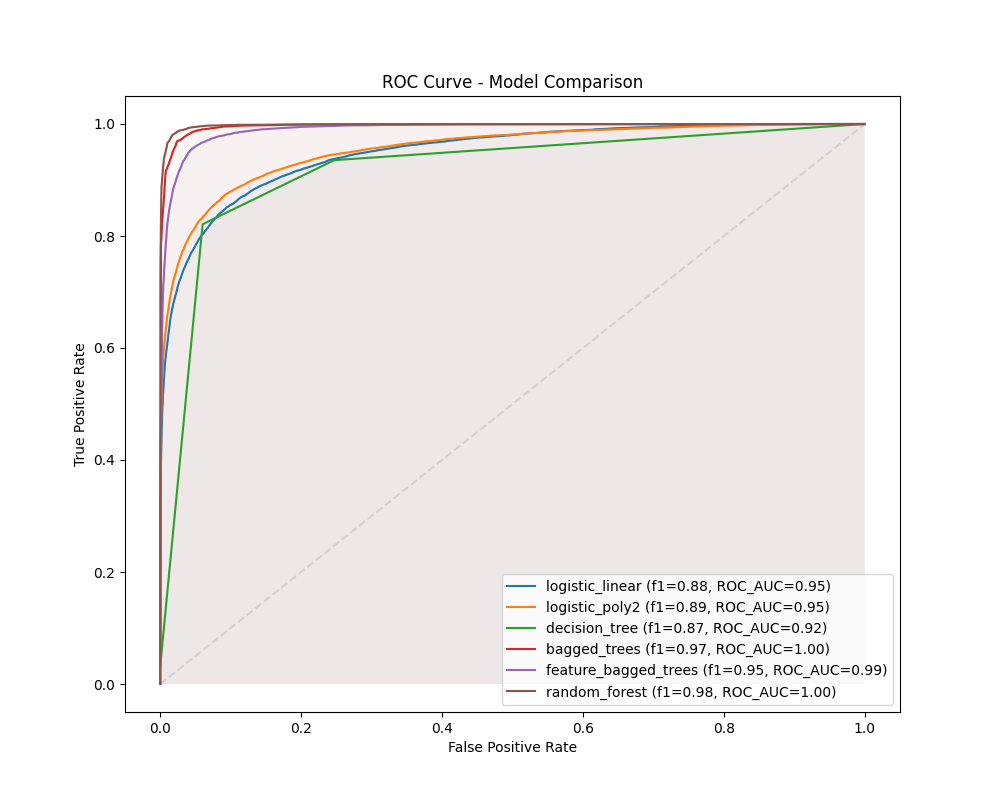 ROC Curve - Model Comparison
True Positive Rate
1.0
0.8
0.6
0.4
0.2
0.0
logistic_linear (f1=0.88, ROC_AUC=0.95)
logistic_poly2 (f1=0.89, ROC_AUC=0.95)
decision_tree (f1=0.87, ROC_AUC=0.92)
bagged_trees (f1=0.97, ROC_AUC=1.00)
feature_bagged_trees (f1=0.95, ROC_AUC=0.99)
random_forest (f1=0.98, ROC_AUC=1.00)
0.0 0.2 0.4 0.6 0.8 1.0
False Positive Rate